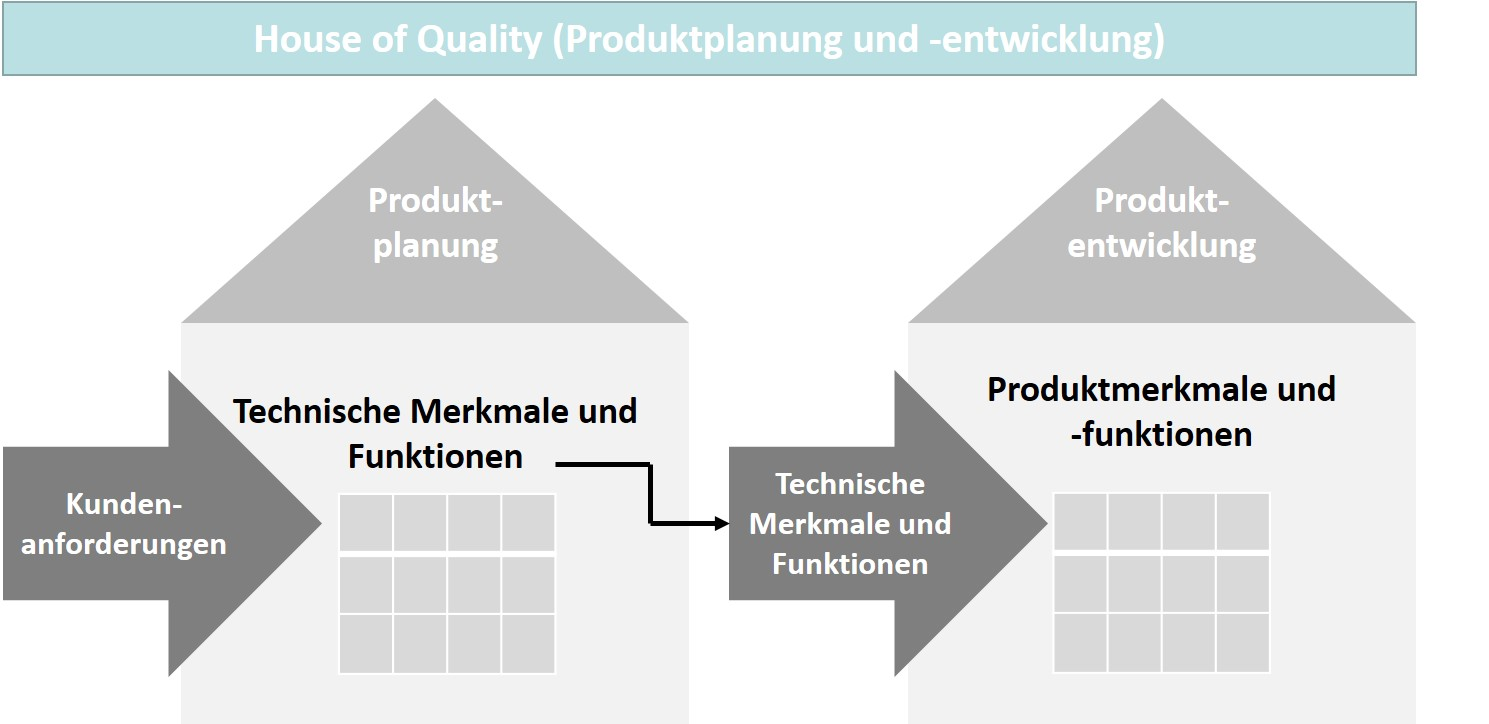 House of Quality (Produktplanung und -entwicklung)
Produkt-
planung
Technische Merkmale und
Funktionen
Kunden-
anforderungen
Produkt-
entwicklung
Produktmerkmale und
-funktionen
Technische
Merkmale und
Funktionen